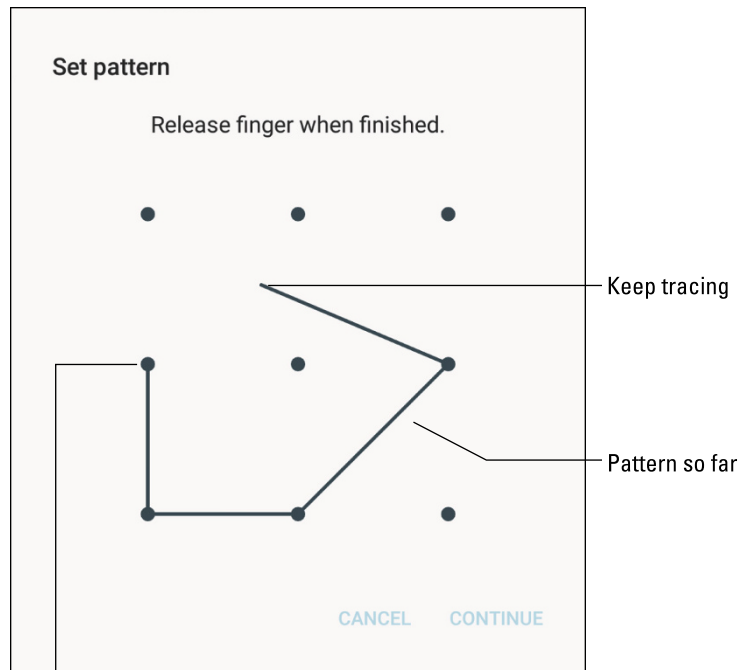 Set pattern
Release finger when finished.
Keep tracing
Pattern so far
CANCEL CONTINUE